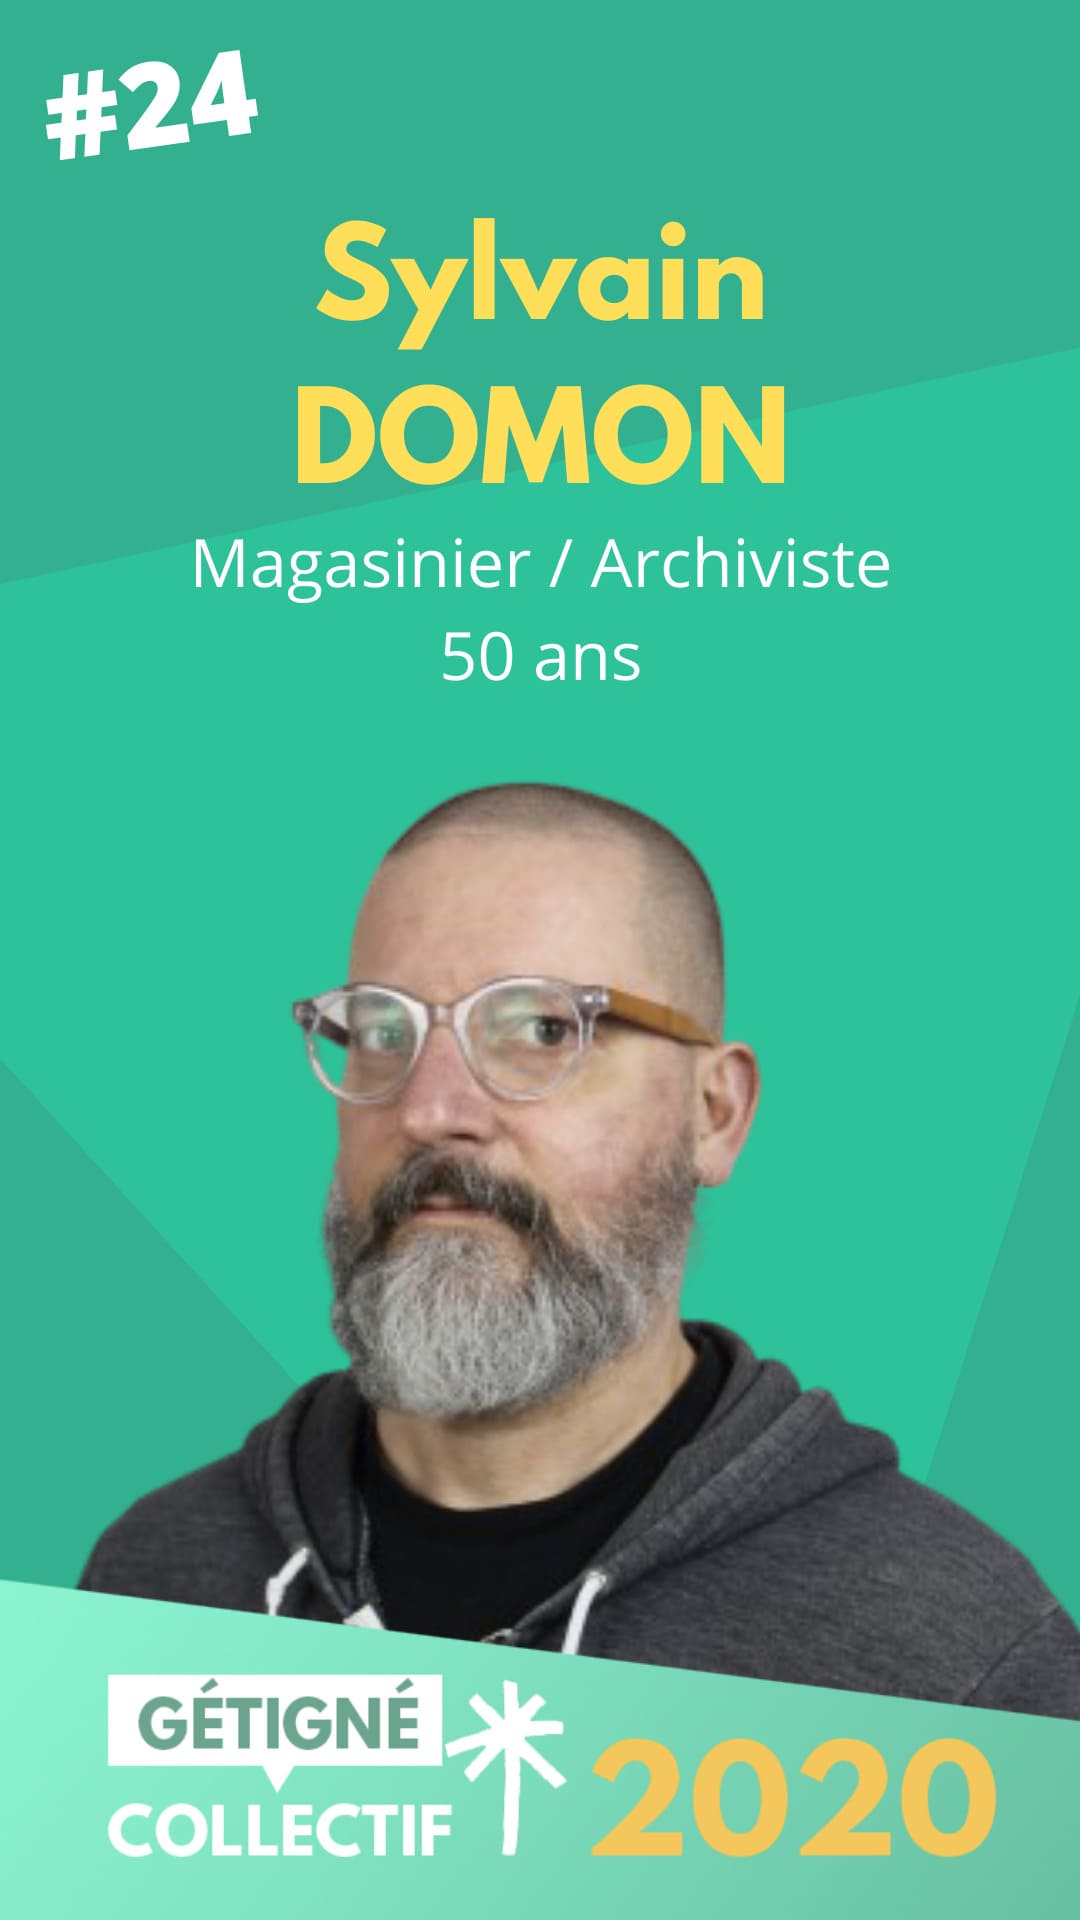 #24
Sylvain
DOMON
Magasinier / Archiviste
50 ans
GÉTIGNÉ
COLLECTIF
2020